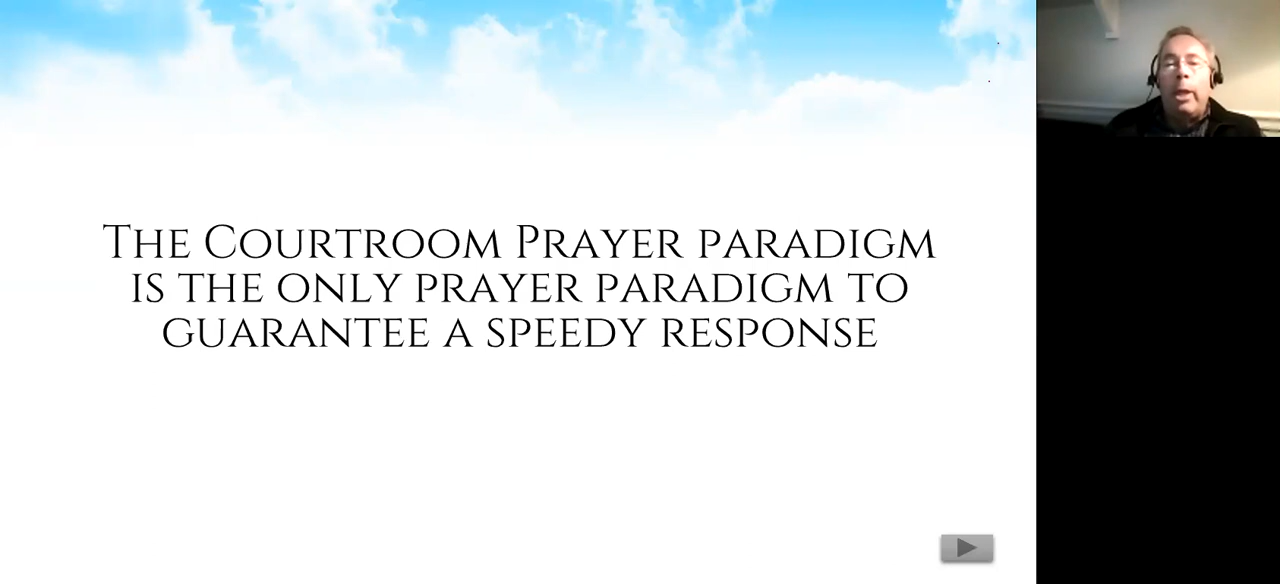 The Courtroom Prayer paradigm
is the only prayer paradigm to
guarantee a speedy response